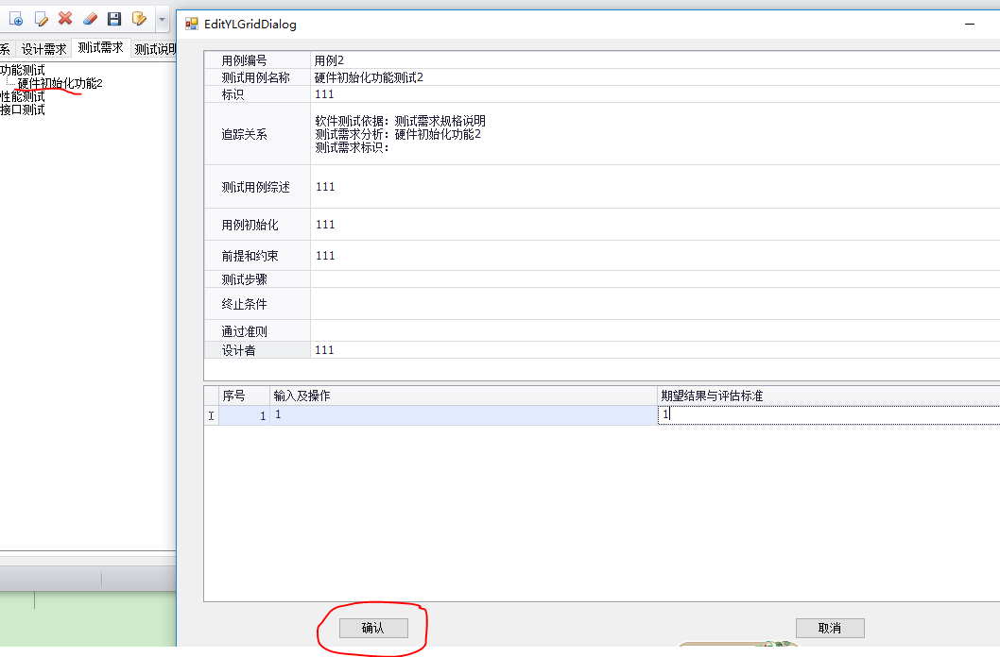 EditYLGridDialog
系 设计需求 测试需求 测试说明
功能测试
硬件初始化功能2
性能测试
接口测试
用例编号 用例2
测试用例名称 硬件初始化功能测试2
标识 111
追踪关系 软件测试依据：测试需求规格说明
测试需求分析：硬件初始化功能2
测试需求标识：
测试用例综述 111
用例初始化 111
前提和约束 111
测试步骤
终止条件
通过准则
设计者 111
序号 输入及操作 期望结果与评估标准
1 1 1
确认 取消